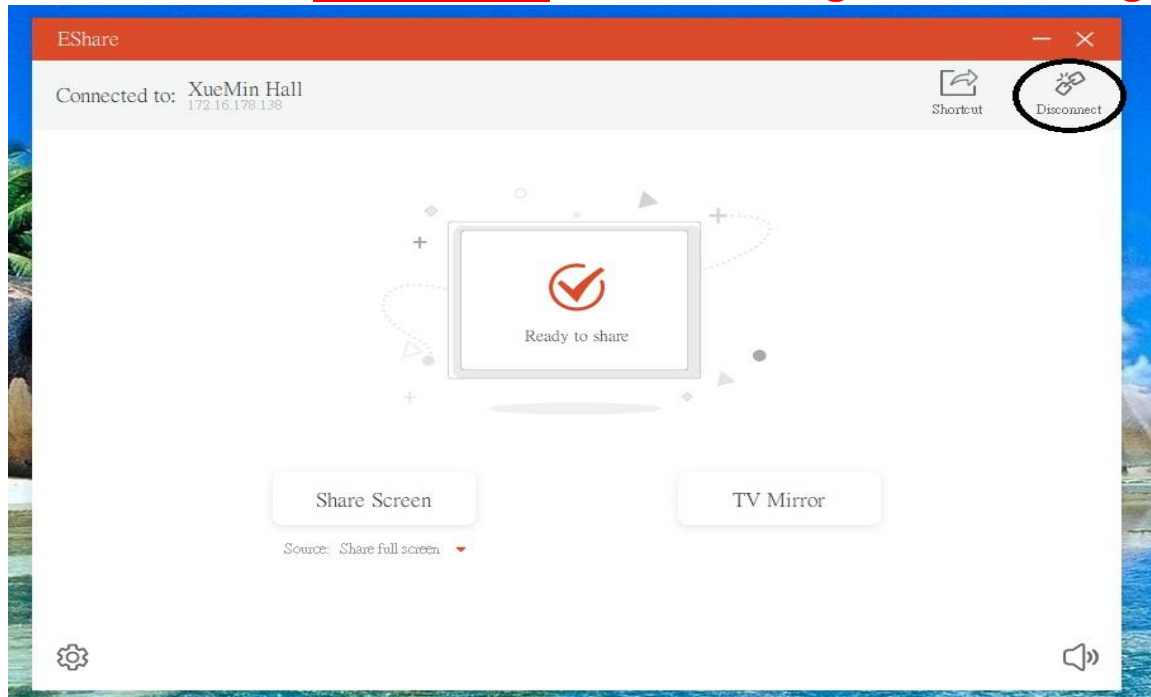 EShare
Connected to: XueMin Hall
172.16.178.138
Shortcut
Disconnect
Ready to share
Share Screen
TV Mirror
Source: Share full screen